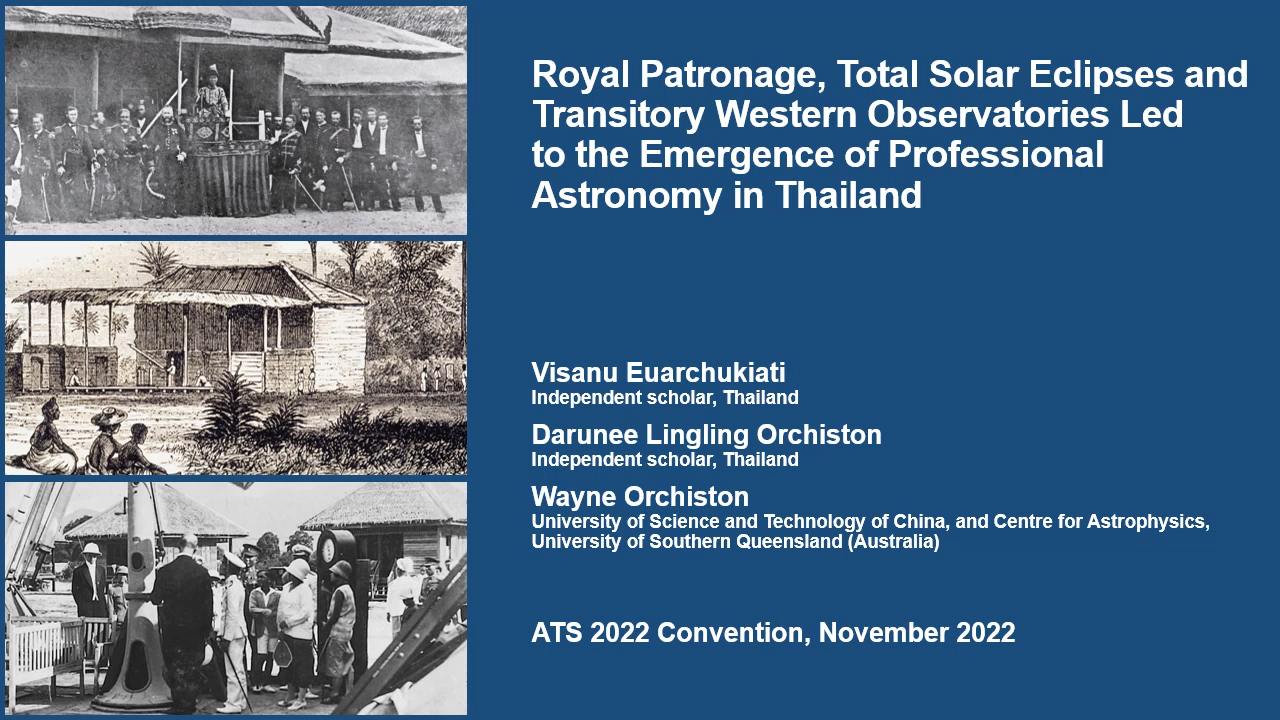 Royal Patronage, Total Solar Eclipses and
Transitory Western Observatories Led
to the Emergence of Professional
Astronomy in Thailand
Visanu Euarchukiati
Independent scholar, Thailand
Darunee Lingling Orchiston
Independent scholar, Thailand
Wayne Orchiston
University of Science and Technology of China, and Centre for Astrophysics,
University of Southern Queensland (Australia)
ATS 2022 Convention, November 2022